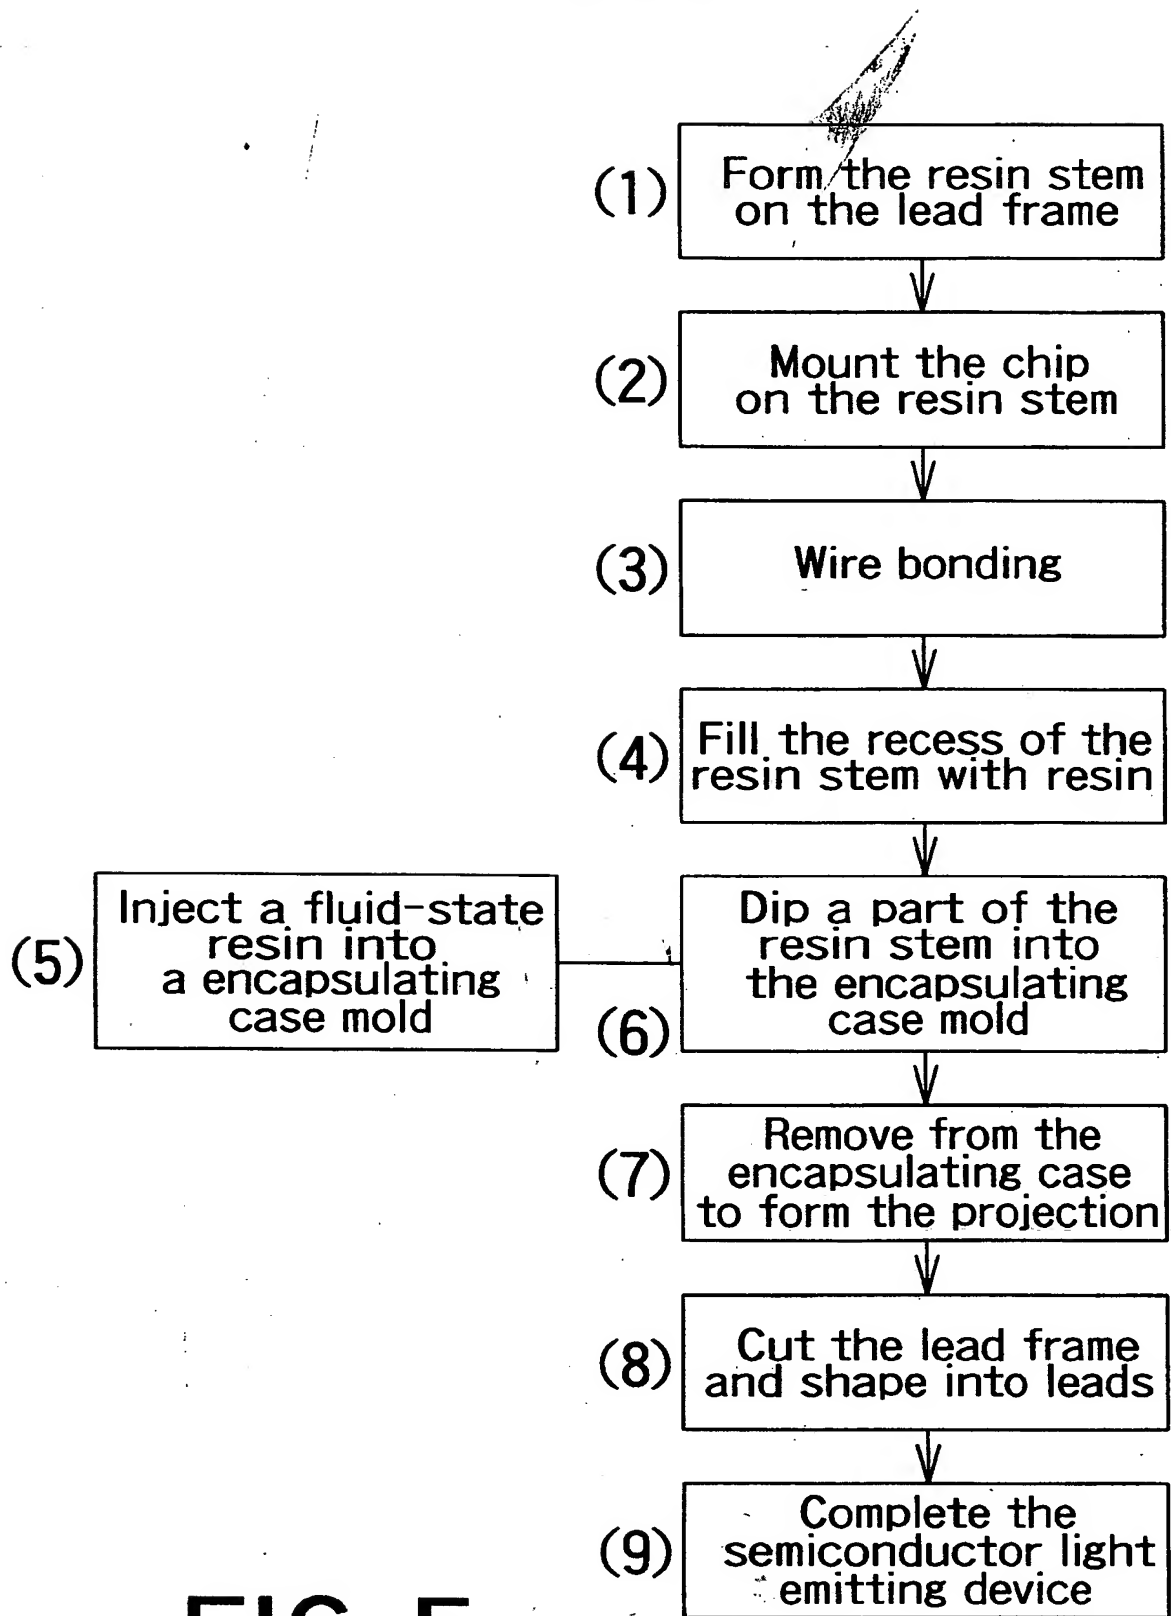 (1)
Form the resin stem
on the lead frame
(2)
Mount the chip
on the resin stem
(3)
Wire bonding
(4)
Fill the recess of the
resin stem with resin
(5)
Inject a fluid-state
resin into
a encapsulating
case mold
(6)
Dip a part of the
resin stem into
the encapsulating
case mold
(7)
Remove from the
encapsulating case
to form the projection
(8)
Cut the lead frame
and shape into leads
(9)
Complete the
semiconductor light
emitting device